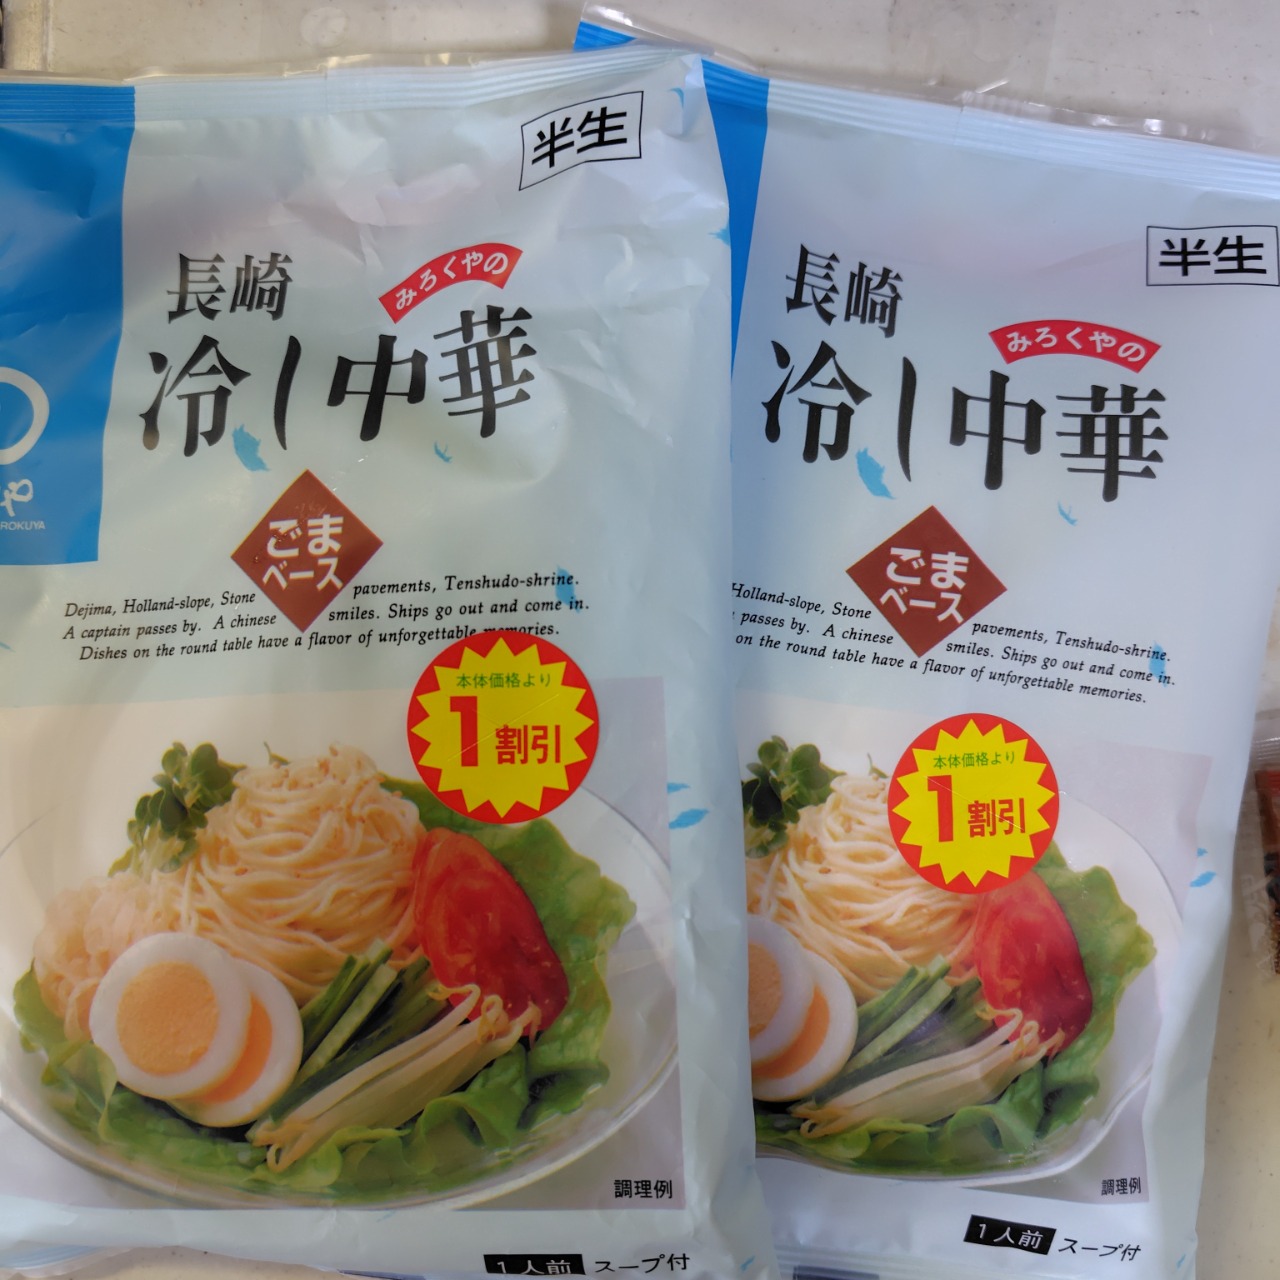 半生
長崎
みろくやの
冷し中華
ごま
ベース
Dejima, Holland-slope, Stone pavements, Tenshudo-shrine.
A captain passes by. A chinese smiles. Ships go out and come in.
Dishes on the round table have a flavor of unforgettable memories.
本体価格より
1割引
調理例
1人前 スープ付
や
ROKUYA
半生
長崎
みろくやの
冷し中華
ごま
ベース
Holland-slope, Stone pavements, Tenshudo-shrine.
passes by. A chinese smiles. Ships go out and come in.
on the round table have a flavor of unforgettable memories.
本体価格より
1割引
調理例
1人前 スープ付